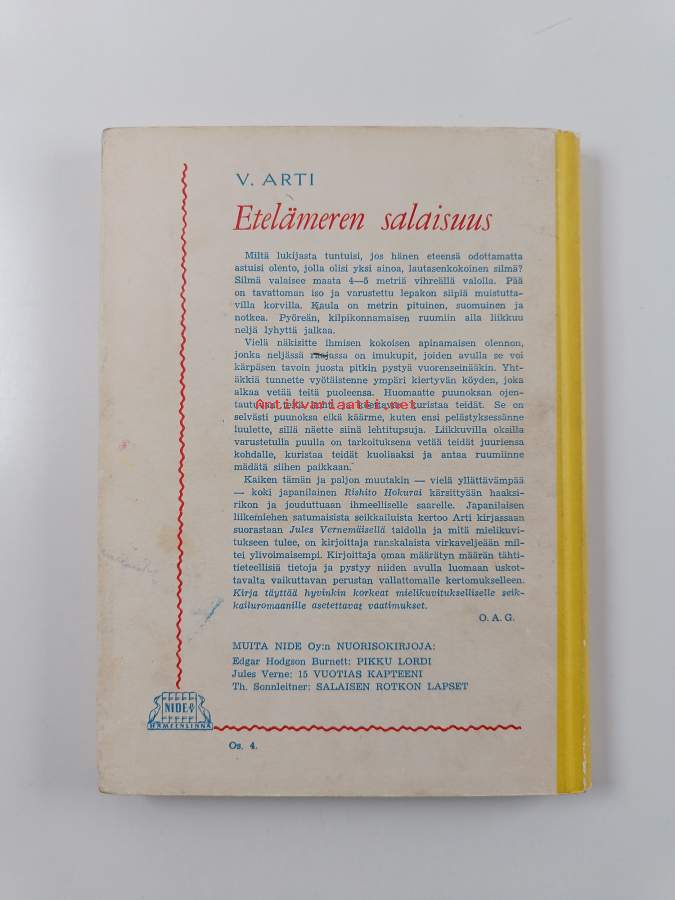 V. ARTI
Etelämeren salaisuus
Miltä lukijasta tuntuisi, jos hänen eteensä odottamatta
astuisi olento, jolla olisi yksi ainoa, lautasenkokoinen silmä?
Silmä valaisee maata 4—5 metriä vihreällä valolla. Pää
on tavattoman iso ja varustettu lepakon siipiä muistutta-
villa korvilla. Kaula on metrin pituinen, suomuinen ja
notkea. Pyöreän, kilpikonnamaisen ruumiin alla liikkuu
neljä lyhyttä jalkaa.
Vielä näkisitte ihmisen kokoisen apinamaisen olennon,
jonka neljässä raajassa on imukupit, joiden avulla se voi
kärpäsen tavoin juosta pitkin pystyä vuorenseinääkin. Yht-
äkkiä tunnette vyötäistenne ympäri kiertyvän köyden, joka
alkaa vetää teitä puoleensa. Huomaatte puunoksan ojen-
Antikvariaatti.net
kuristaa teidät. Se on
selvästi puunoksa eikä käärme, kuten ensi pelästyksessänne
luulette, sillä näette siinä lehtitupsuja. Liikkuvilla oksilla
varustetulla puulla on tarkoituksena vetää teidät juuriensa
kohdalle, kuristaa teidät kuoliaaksi ja antaa ruumiinne
mädätä siihen paikkaan.
Kaiken tämän ja paljon muutakin — vielä yllättävämpää
— koki japanilainen Rishito Hokurai kärsittyään haaksi-
rikon ja jouduttuaan ihmeelliselle saarelle. Japanilaisen
liikemiehen satumaisista seikkailuista kertoo Arti kirjassaan
suorastaan Jules Vernemäisellä taidolla ja mitä mielikuvi-
tukseen tulee, on kirjoittaja ranskalaista virkaveljeään mil-
tei ylivoimaisempi. Kirjoittaja omaa määrätyn määrän tähti-
tieteellisiä tietoja ja pystyy niiden avulla luomaan uskot-
tavalta vaikuttavan perustan vallattomalle kertomukselleen.
Kirja täyttää hyvinkin korkeat mielikuvitukselliselle seik-
kailuromaanille asetettavat vaatimukset.
O. A. G.
MUITA NIDE Oy:n NUORISOKIRJOJA:
Edgar Hodgson Burnett: PIKKU LORDI
Jules Verne: 15 VUOTIAS KAPTEENI
Th. Sonnleitner: SALAISEN ROTKON LAPSET
NIDE
HÄMEENLINNA
Os. 4.